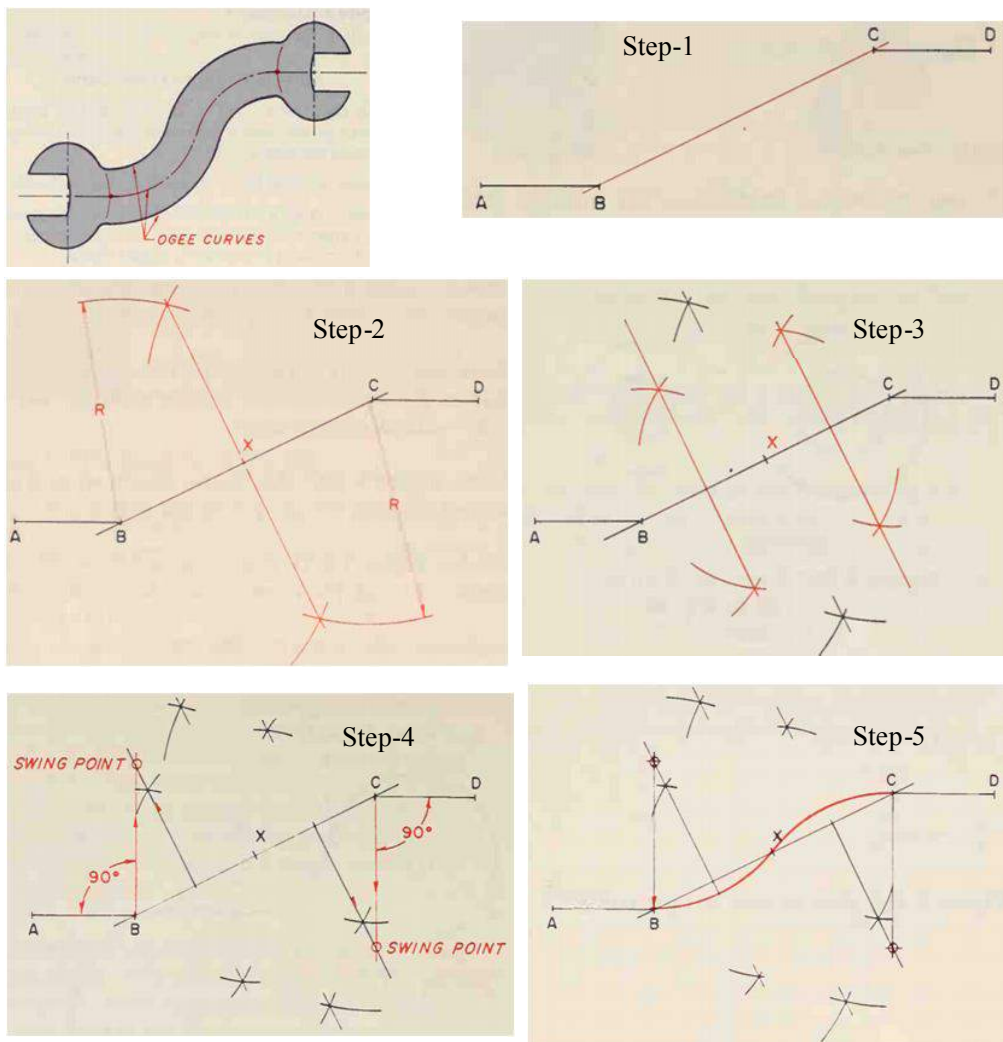 OGEE CURVES
Step-1
C D
A B
Step-2
R
C D
X
R
A B
Step-3
C D
X
A B
Step-4
SWING POINT
C D
X
90°
90°
A B
SWING POINT
Step-5
C D
X
A B